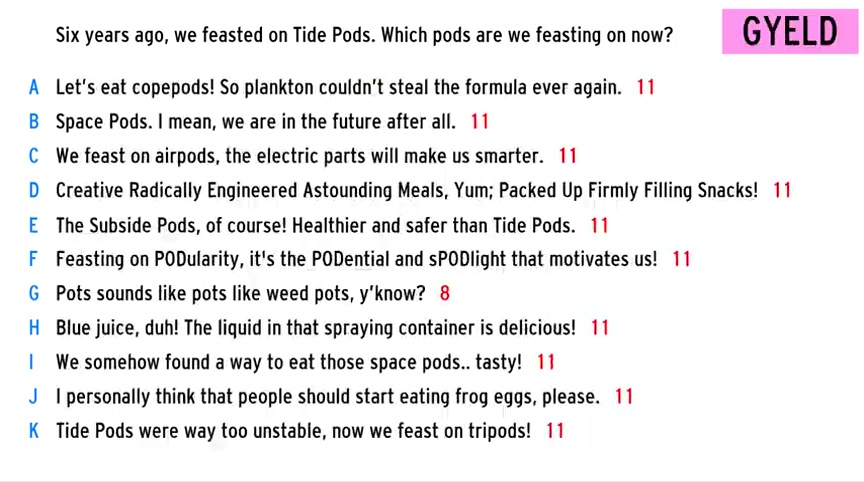 Six years ago, we feasted on Tide Pods. Which pods are we feasting on now?
GYELD
A Let's eat copepods! So plankton couldn't steal the formula ever again. 11
B Space Pods. I mean, we are in the future after all. 11
C We feast on airpods, the electric parts will make us smarter. 11
D Creative Radically Engineered Astounding Meals, Yum; Packed Up Firmly Filling Snacks! 11
E The Subside Pods, of course! Healthier and safer than Tide Pods. 11
F Feasting on PODularity, it's the PODential and sPODlight that motivates us! 11
G Pots sounds like pots like weed pots, y'know? 8
H Blue juice, duh! The liquid in that spraying container is delicious! 11
I We somehow found a way to eat those space pods.. tasty! 11
J I personally think that people should start eating frog eggs, please. 11
K Tide Pods were way too unstable, now we feast on tripods! 11